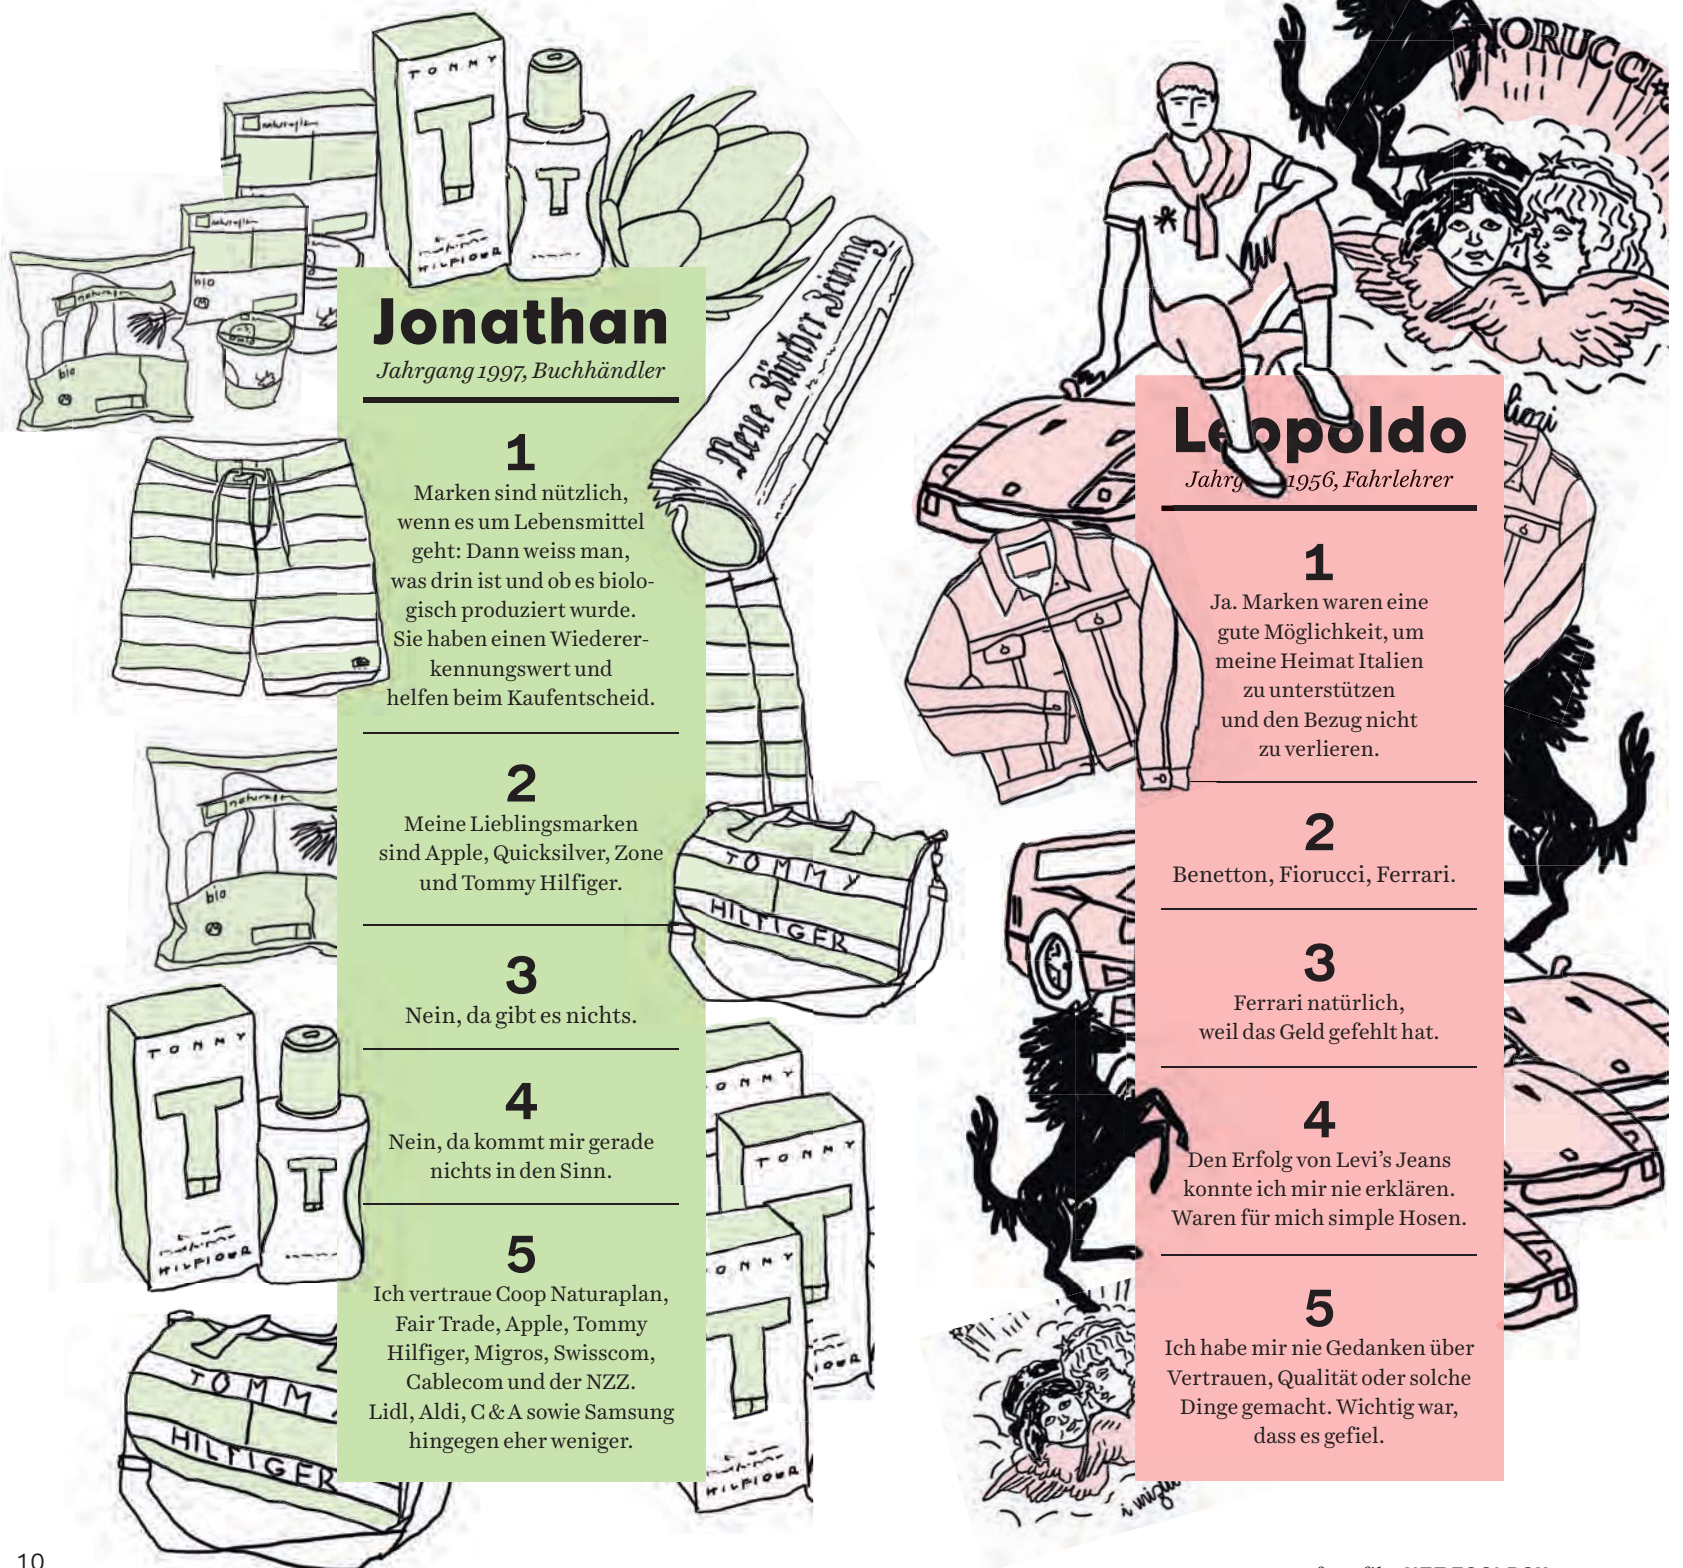 Jonathan
Jahrgang 1997, Buchhändler
1
Marken sind nützlich,
wenn es um Lebensmittel
geht: Dann weiss man,
was drin ist und ob es biolo-
gisch produziert wurde.
Sie haben einen Wiederer-
kennungswert und
helfen beim Kaufentscheid.
2
Meine Lieblingsmarken
sind Apple, Quicksilver, Zone
und Tommy Hilfiger.
3
Nein, da gibt es nichts.
4
Nein, da kommt mir gerade
nichts in den Sinn.
5
Ich vertraue Coop Naturaplan,
Fair Trade, Apple, Tommy
Hilfiger, Migros, Swisscom,
Cablecom und der NZZ.
Lidl, Aldi, C & A sowie Samsung
hingegen eher weniger.
Leopoldo
1956, Fahrlehrer
1
Ja. Marken waren eine
gute Möglichkeit, um
meine Heimat Italien
zu unterstützen
und den Bezug nicht
zu verlieren.
2
Benetton, Fiorucci, Ferrari.
3
Ferrari natürlich,
weil das Geld gefehlt hat.
4
Den Erfolg von Levi’s Jeans
konnte ich mir nie erklären.
Waren für mich simple Hosen.
5
Ich habe mir nie Gedanken über
Vertrauen, Qualität oder solche
Dinge gemacht. Wichtig war,
dass es gefiel.
TOMMY
T
T
bio
bio
Neue Zürcher Zeitung
TOMMY
HILFIGER
bio
TOMMY
T
T
TOMMY
T
T
TOMMY
HILFIGER
10